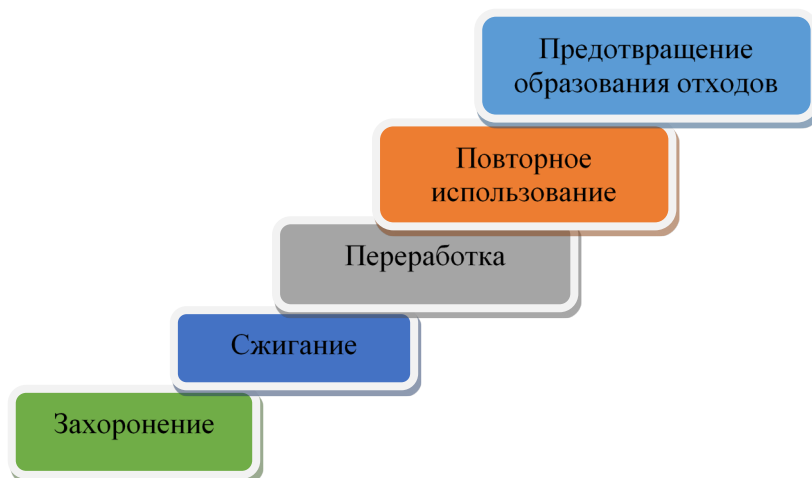 Предотвращение
образования отходов
Повторное
использование
Переработка
Сжигание
Захоронение